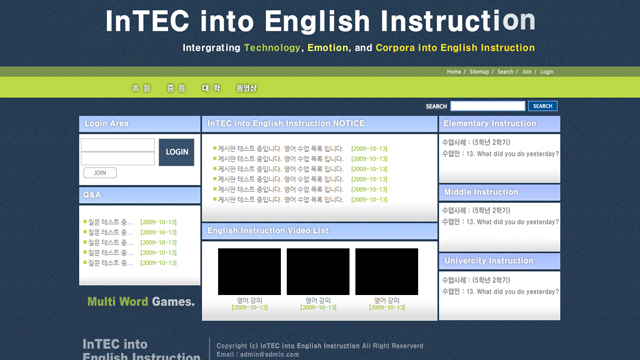 InTEC into English Instruction
Intergrating Technology, Emotion, and Corpora into English Instruction
Home / Sitemap / Search / Join / Login
초 등 중 등 대 학 동영상
SEARCH SEARCH
Login Area
LOGIN
JOIN
Q&A
질문 테스트 중... [2009-10-13]
질문 테스트 중... [2009-10-13]
질문 테스트 중... [2009-10-13]
질문 테스트 중... [2009-10-13]
질문 테스트 중... [2009-10-13]
Multi Word Games.
InTEC into English Instruction NOTICE
게시판 테스트 중입니다. 영어 수업 목록 입니다. [2009-10-13]
게시판 테스트 중입니다. 영어 수업 목록 입니다. [2009-10-13]
게시판 테스트 중입니다. 영어 수업 목록 입니다. [2009-10-13]
게시판 테스트 중입니다. 영어 수업 목록 입니다. [2009-10-13]
게시판 테스트 중입니다. 영어 수업 목록 입니다. [2009-10-13]
게시판 테스트 중입니다. 영어 수업 목록 입니다. [2009-10-13]
English Instruction Video List
영어 강의 영어 강의 영어 강의
[2009-10-13] [2009-10-13] [2009-10-13]
Elementary Instruction
수업사례 : (5학년 2학기)
수업안 : 13. What did you do yesterday?
Middle Instruction
수업사례 : (5학년 2학기)
수업안 : 13. What did you do yesterday?
Univercity Instruction
수업사례 : (5학년 2학기)
수업안 : 13. What did you do yesterday?
InTEC into
English Instruction
Copyright (c) InTEC into English Instruction All Right Reserverd
Email : admin@admin.com